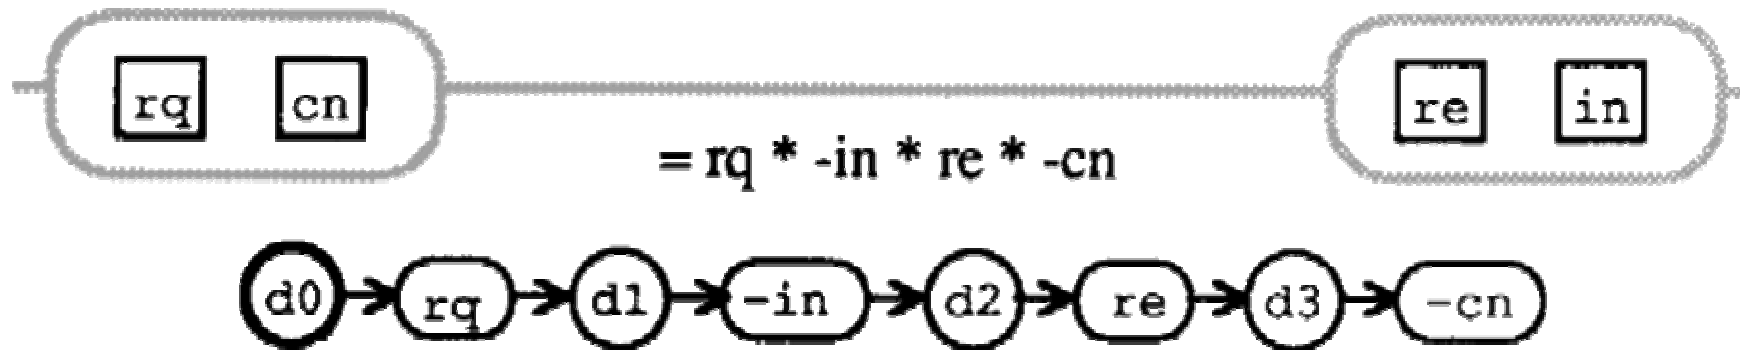 rq cn re in
= rq * -in * re * -cn
d0 rq d1 -in d2 re d3 -cn